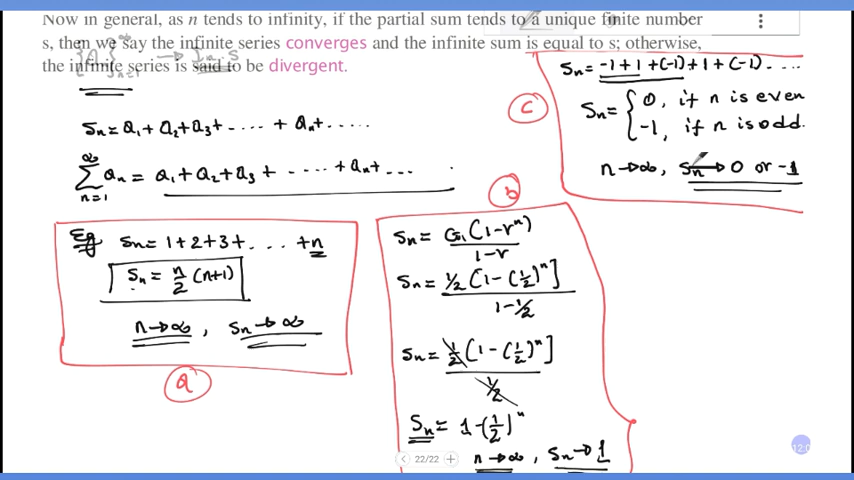 Now in general, as n tends to infinity, if the partial sum tends to a unique finite number
s, then we say the infinite series converges and the infinite sum is equal to s; otherwise,
the infinite series is said to be divergent.
Sn = a1 + a2 + a3 + ..... + an + .....
∞
∑ an = a1 + a2 + a3 + ..... + an + ...
n=1
Eg Sn = 1+2+3+. ... +n
Sn = n/2 (n+1)
n→∞, Sn→∞
a
b
Sn = a1(1-r^n)
1-r
Sn = 1/2 [1-(1/2)^n]
1-1/2
Sn = 1/2 [1-(1/2)^n]
1/2
Sn = 1-(1/2)^n
n→∞, Sn→1
c
Sn = -1+1+(-1)+1+(-1). ....
Sn = { 0, if n is even
-1, if n is odd.
n→∞, Sn→0 or -1
22/22
12:0